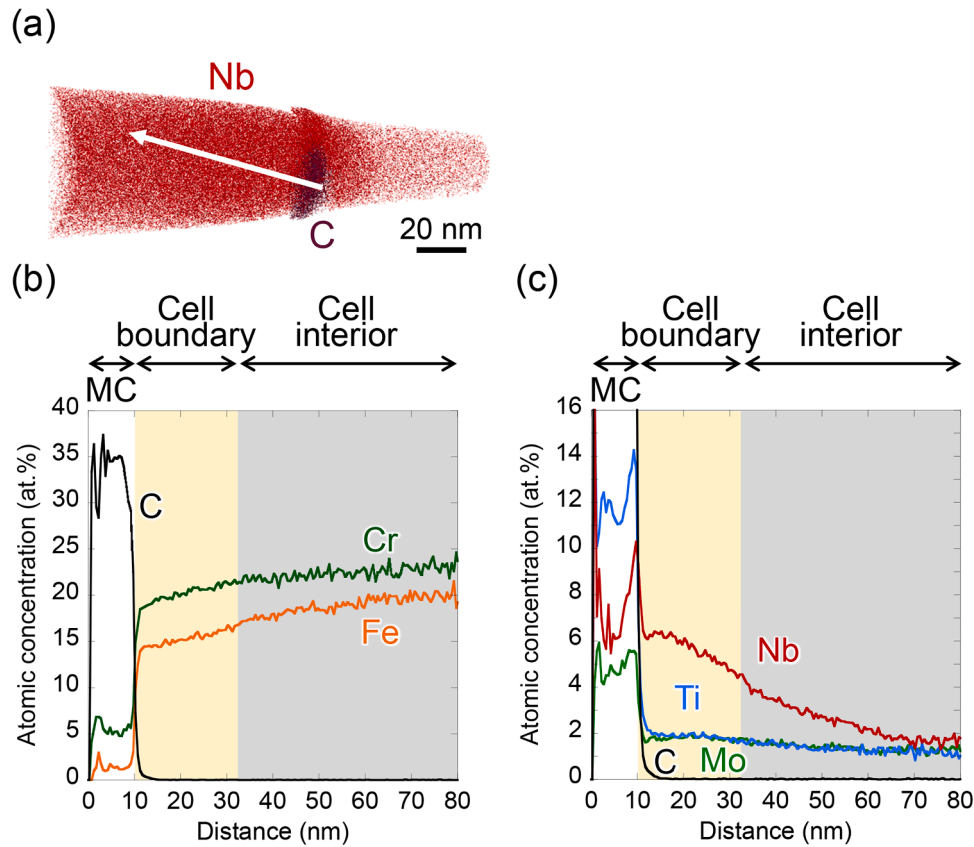 (a)
Nb
C
20 nm
(b)
Cell
boundary
Cell
interior
MC
40
35
30
25
20
15
10
5
0
Atomic concentration (at.%)
C
Cr
Fe
0 10 20 30 40 50 60 70 80
Distance (nm)
(c)
Cell
boundary
Cell
interior
MC
16
14
12
10
8
6
4
2
0
Atomic concentration (at.%)
Nb
Ti
C
Mo
0 10 20 30 40 50 60 70 80
Distance (nm)